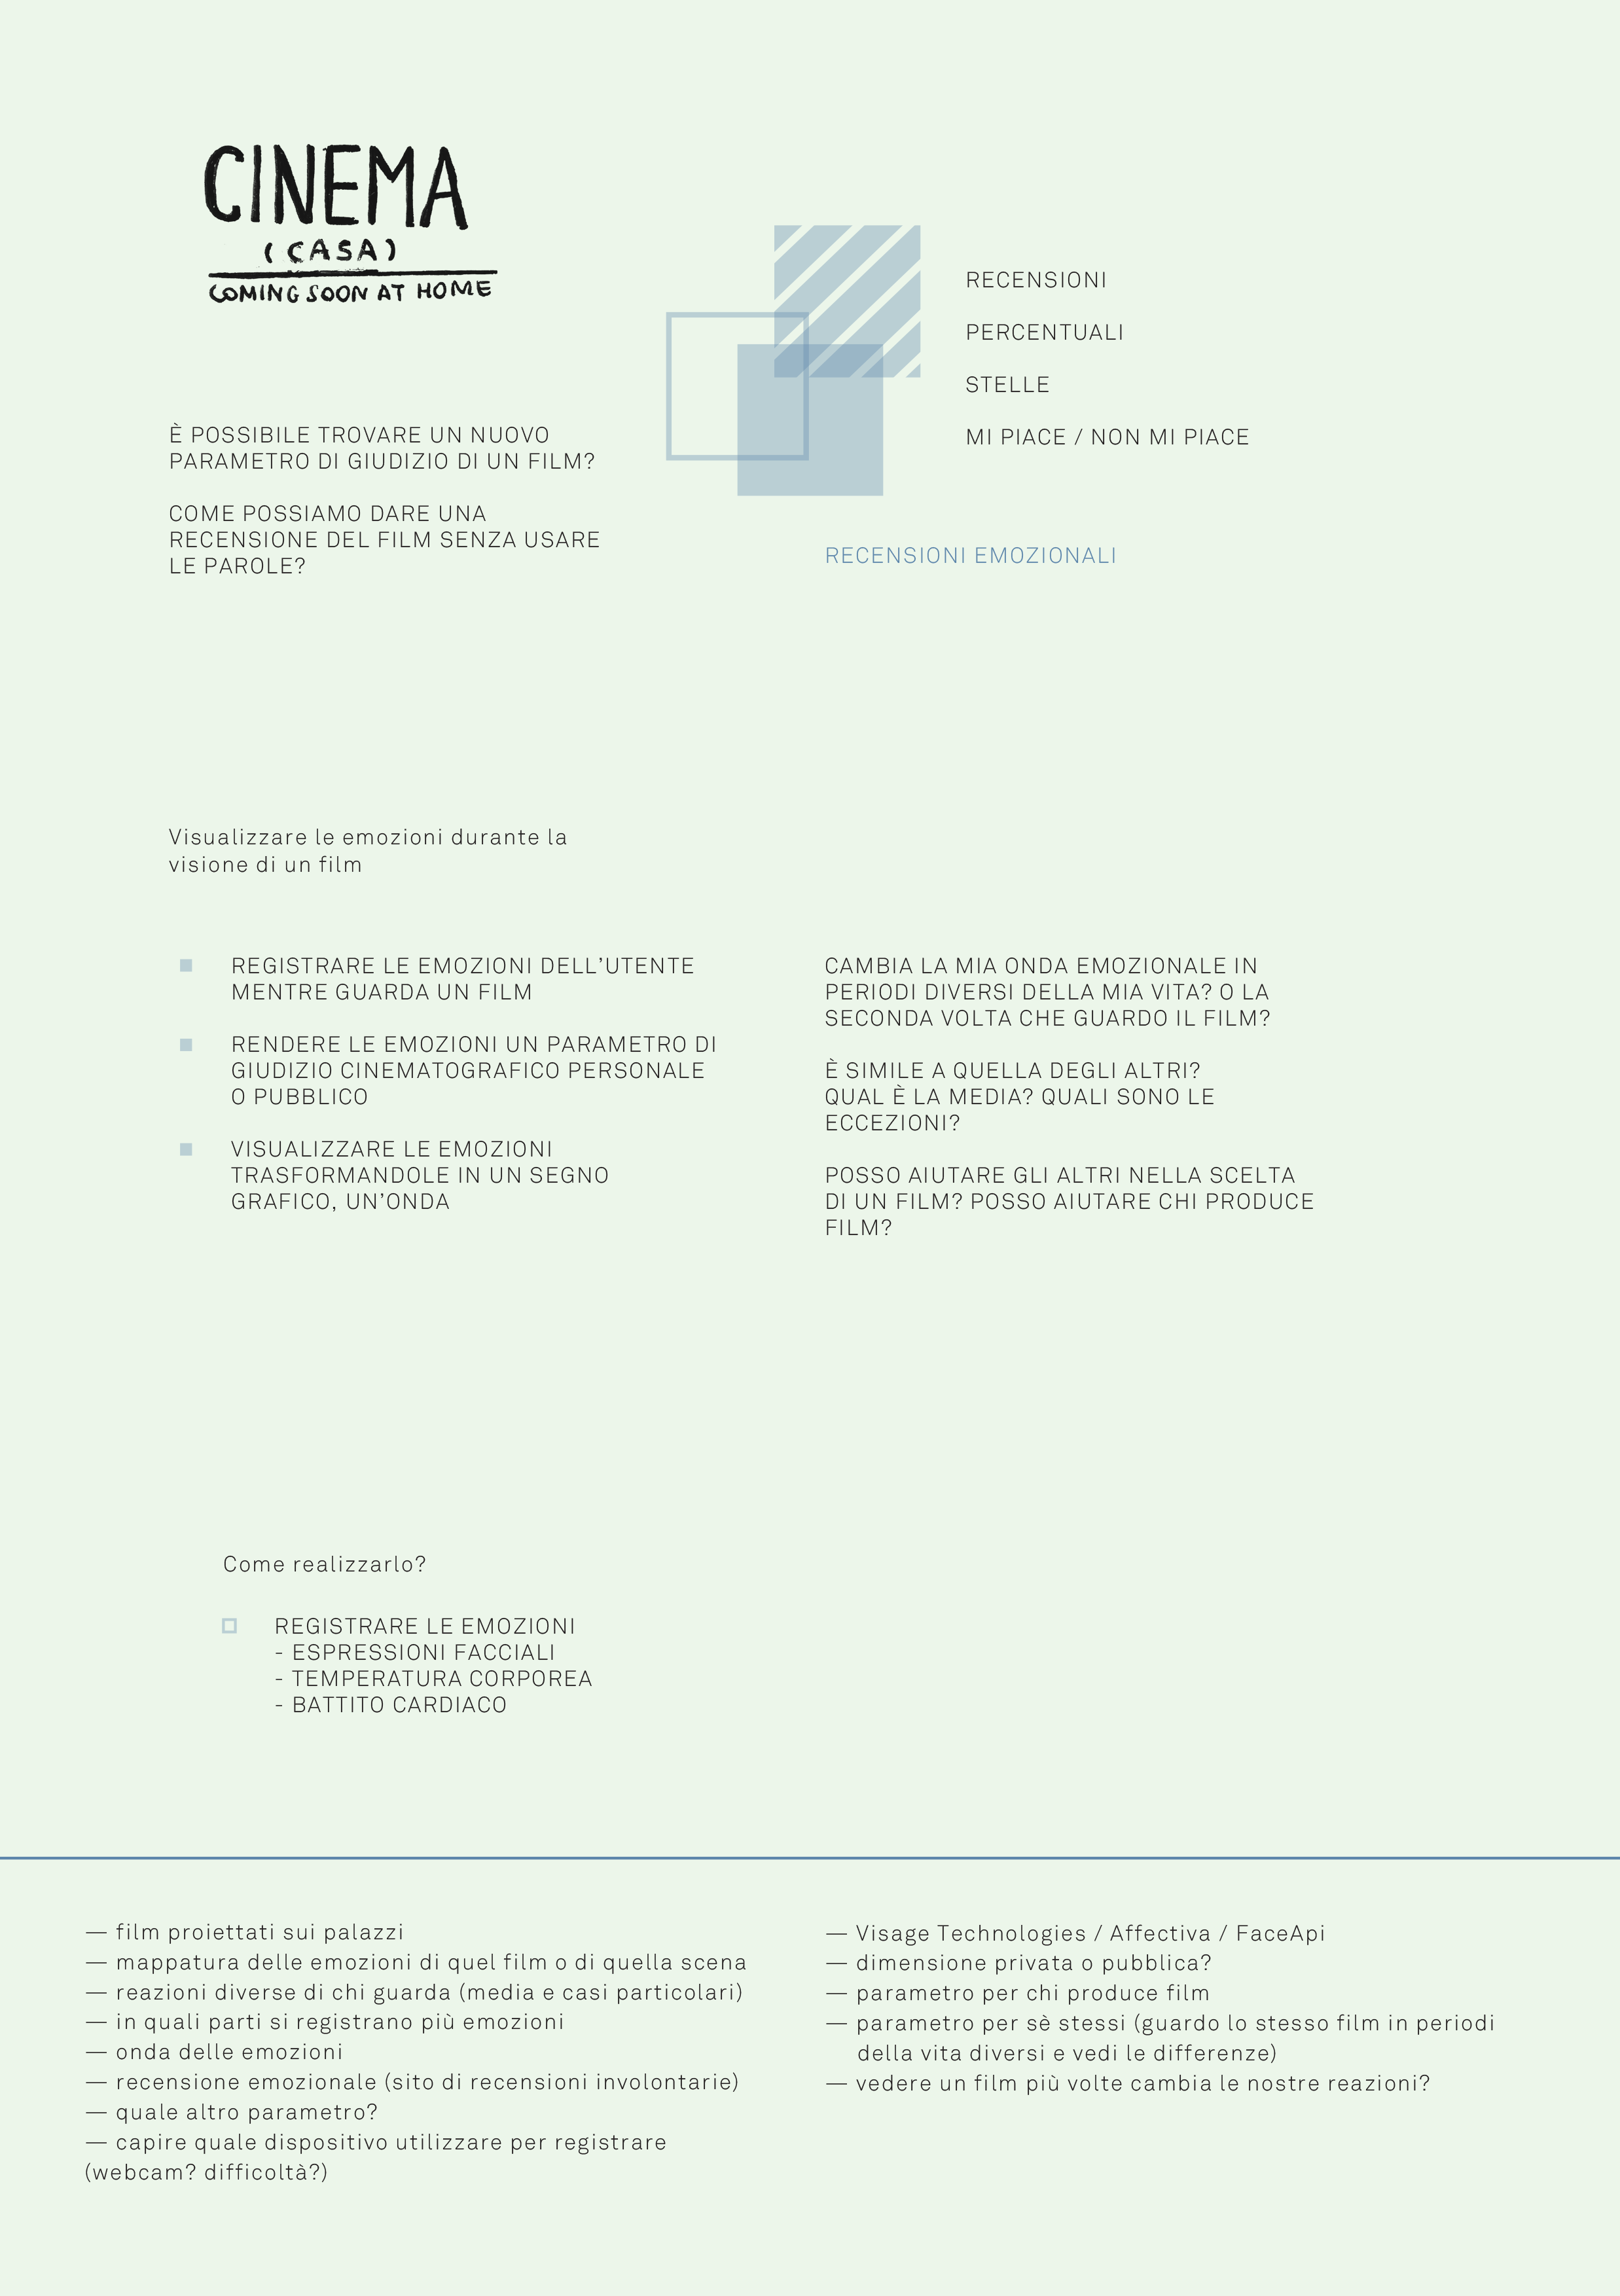 CINEMA
(CASA)
COMING SOON AT HOME
È POSSIBILE TROVARE UN NUOVO
PARAMETRO DI GIUDIZIO DI UN FILM?
COME POSSIAMO DARE UNA
RECENSIONE DEL FILM SENZA USARE
LE PAROLE?
RECENSIONI
PERCENTUALI
STELLE
MI PIACE / NON MI PIACE
RECENSIONI EMOZIONALI
Visualizzare le emozioni durante la
visione di un film
REGISTRARE LE EMOZIONI DELL’UTENTE
MENTRE GUARDA UN FILM
RENDERE LE EMOZIONI UN PARAMETRO DI
GIUDIZIO CINEMATOGRAFICO PERSONALE
O PUBBLICO
VISUALIZZARE LE EMOZIONI
TRASFORMANDOLE IN UN SEGNO
GRAFICO, UN’ONDA
CAMBIA LA MIA ONDA EMOZIONALE IN
PERIODI DIVERSI DELLA MIA VITA? O LA
SECONDA VOLTA CHE GUARDO IL FILM?
È SIMILE A QUELLA DEGLI ALTRI?
QUAL È LA MEDIA? QUALI SONO LE
ECCEZIONI?
POSSO AIUTARE GLI ALTRI NELLA SCELTA
DI UN FILM? POSSO AIUTARE CHI PRODUCE
FILM?
Come realizzarlo?
REGISTRARE LE EMOZIONI
- ESPRESSIONI FACCIALI
- TEMPERATURA CORPOREA
- BATTITO CARDIACO
— film proiettati sui palazzi
— mappatura delle emozioni di quel film o di quella scena
— reazioni diverse di chi guarda (media e casi particolari)
— in quali parti si registrano più emozioni
— onda delle emozioni
— recensione emozionale (sito di recensioni involontarie)
— quale altro parametro?
— capire quale dispositivo utilizzare per registrare
(webcam? difficoltà?)
— Visage Technologies / Affectiva / FaceApi
— dimensione privata o pubblica?
— parametro per chi produce film
— parametro per sè stessi (guardo lo stesso film in periodi
della vita diversi e vedi le differenze)
— vedere un film più volte cambia le nostre reazioni?